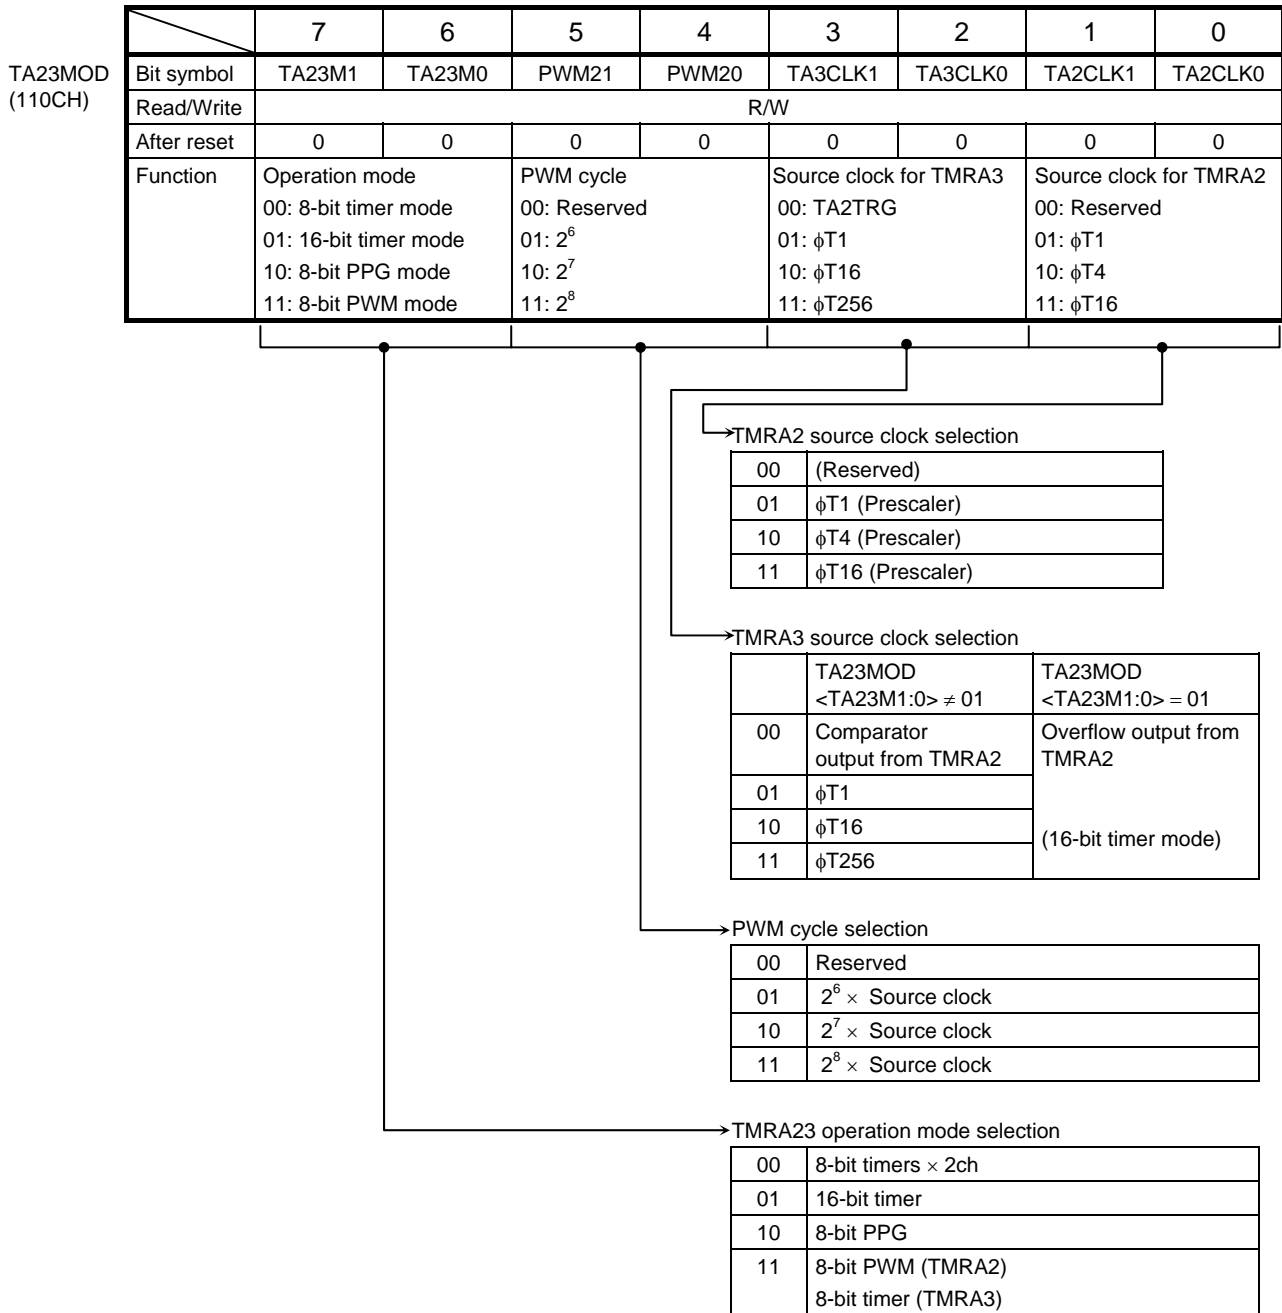 7 6 5 4 3 2 1 0
TA23MOD
(110CH)
Bit symbol TA23M1 TA23M0 PWM21 PWM20 TA3CLK1 TA3CLK0 TA2CLK1 TA2CLK0
Read/Write R/W
After reset 0 0 0 0 0 0 0 0
Function Operation mode PWM cycle Source clock for TMRA3 Source clock for TMRA2
00: 8-bit timer mode 00: Reserved 00: TA2TRG 00: Reserved
01: 16-bit timer mode 01: 2^6 01: ϕT1 01: ϕT1
10: 8-bit PPG mode 10: 2^7 10: ϕT16 10: ϕT4
11: 8-bit PWM mode 11: 2^8 11: ϕT256 11: ϕT16
TMRA2 source clock selection
00 (Reserved)
01 ϕT1 (Prescaler)
10 ϕT4 (Prescaler)
11 ϕT16 (Prescaler)
TMRA3 source clock selection
TA23MOD TA23MOD
<TA23M1:0> ≠ 01 <TA23M1:0> = 01
00 Comparator Overflow output from
output from TMRA2 TMRA2
01 ϕT1
10 ϕT16 (16-bit timer mode)
11 ϕT256
PWM cycle selection
00 Reserved
01 2^6 × Source clock
10 2^7 × Source clock
11 2^8 × Source clock
TMRA23 operation mode selection
00 8-bit timers × 2ch
01 16-bit timer
10 8-bit PPG
11 8-bit PWM (TMRA2)
8-bit timer (TMRA3)